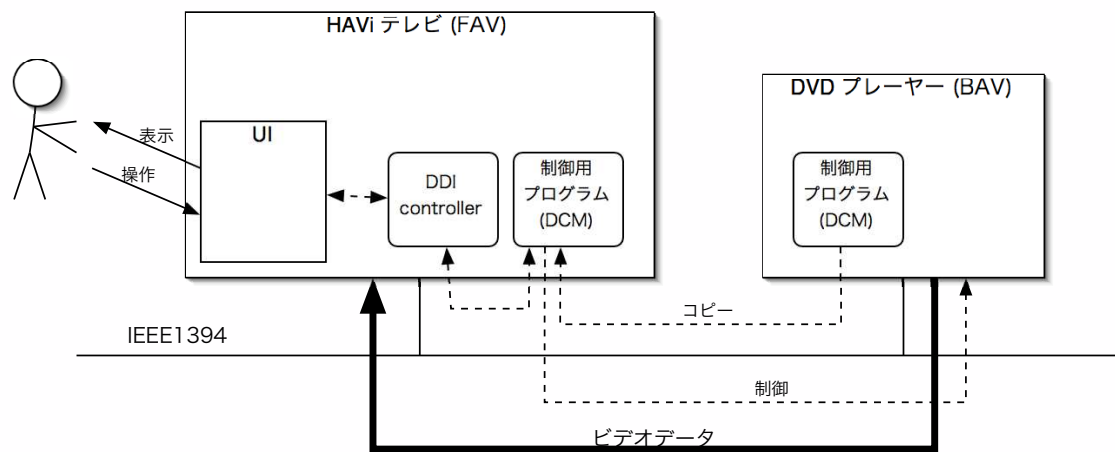 HAVi テレビ (FAV)
DVD プレーヤー (BAV)
表示
操作
UI
DDI
controller
制御用
プログラム
(DCM)
制御用
プログラム
(DCM)
コピー
IEEE1394
制御
ビデオデータ